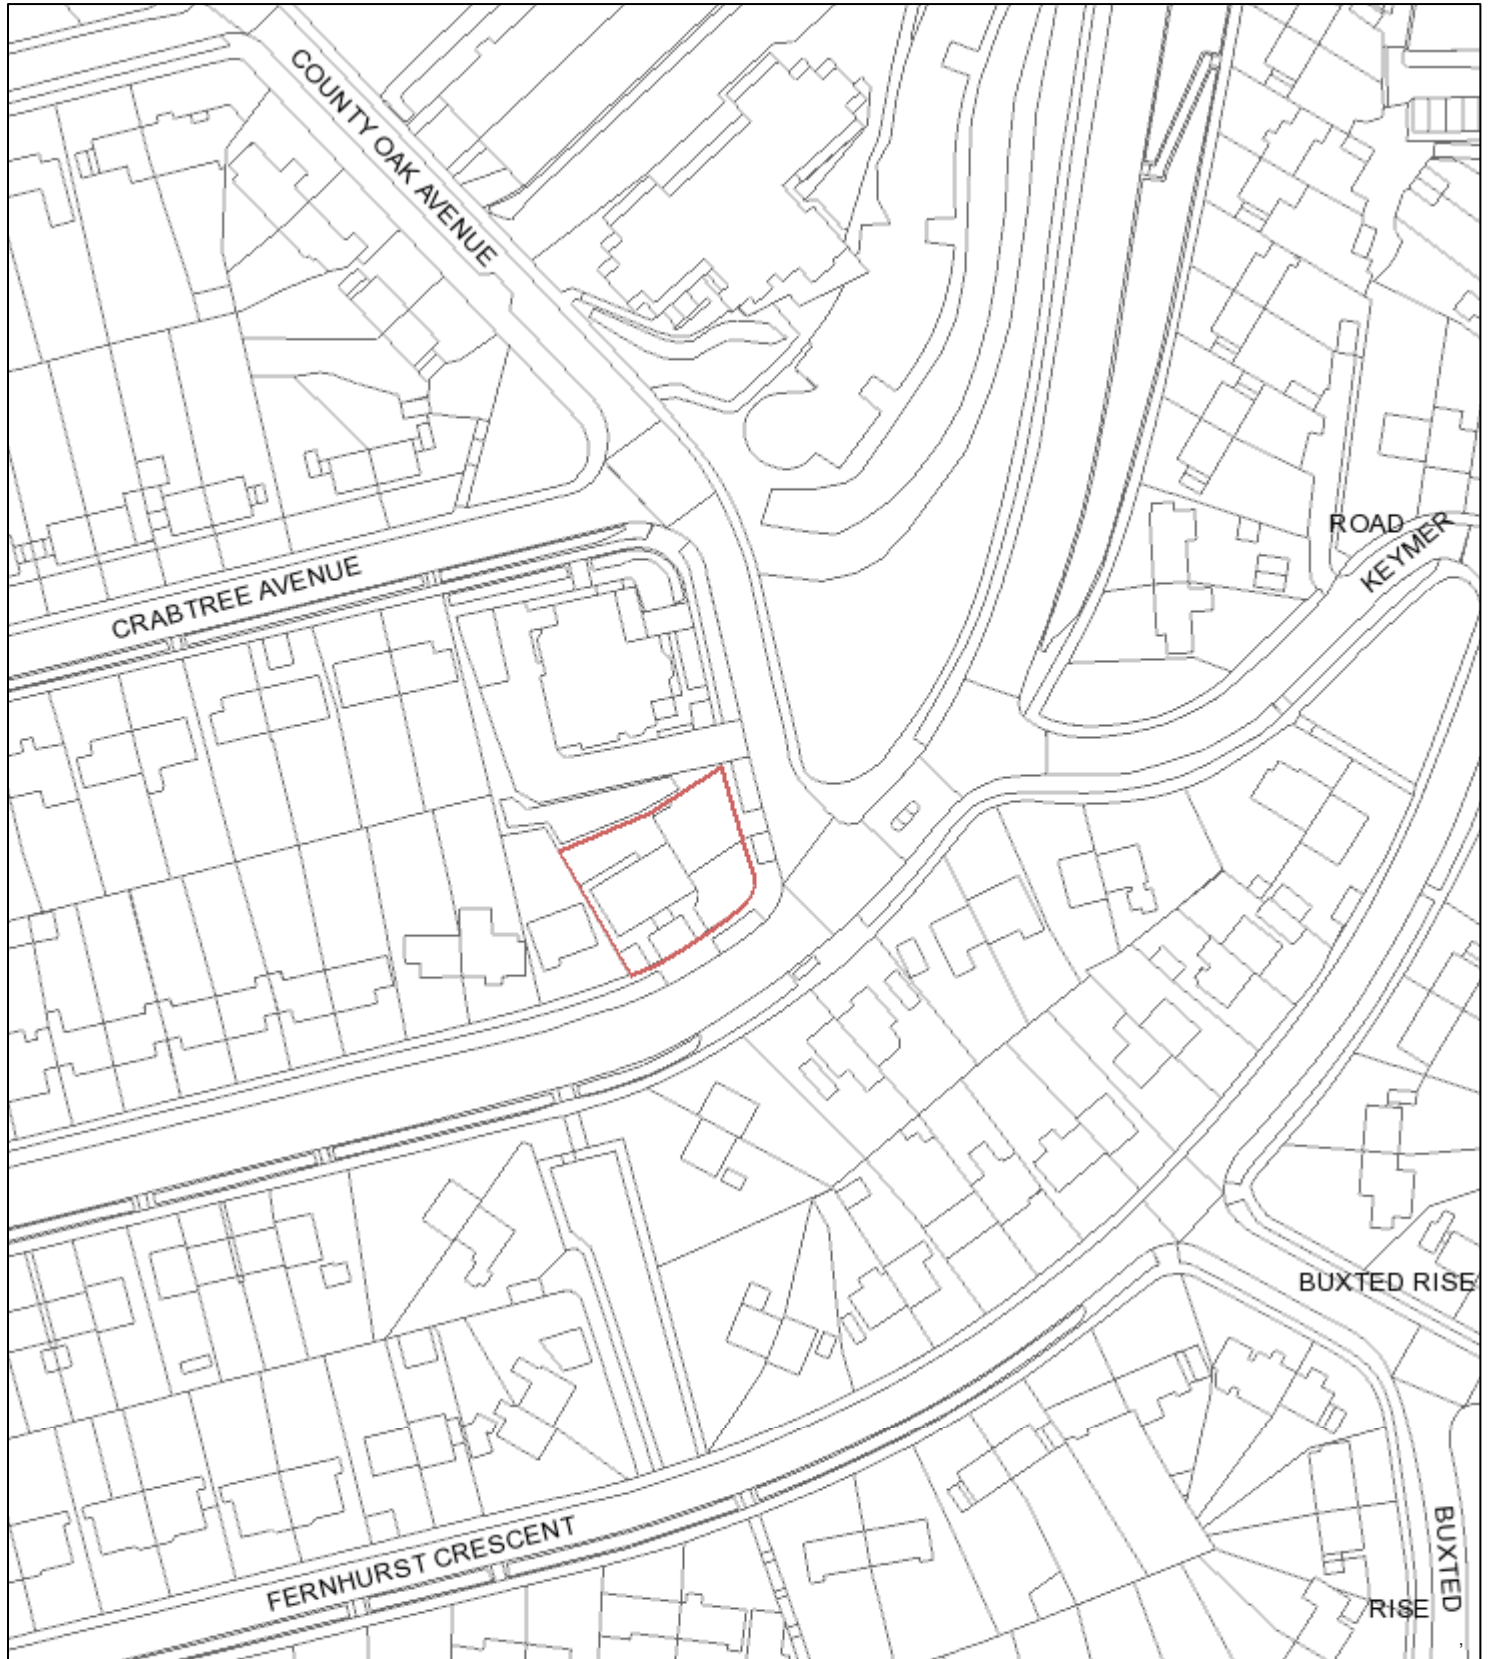 COUNTY OAK AVENUE
ROAD
KEYMER
CRABTREE AVENUE
BUXTED RISE
FERNHURST CRESCENT
BUXTED
RISE